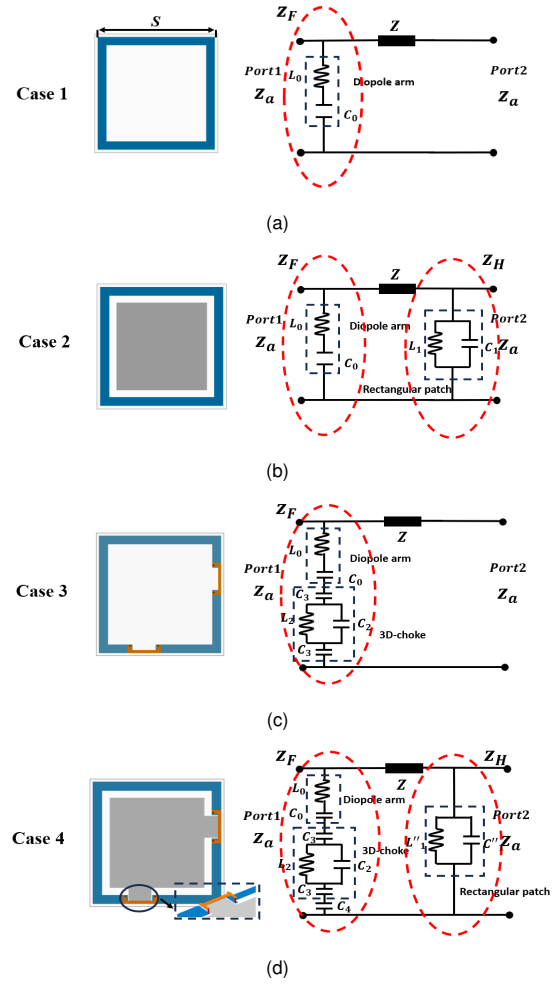 S
Case 1
Z_F
Z
Port1
Z_a
L_0
C_0
Diopole arm
Port2
Z_a
(a)
Case 2
Z_F
Z
Z_H
Port1
Z_a
L_0
C_0
Diopole arm
L_1
C_1
Port2
Z_a
Rectangular patch
(b)
Case 3
Z_F
Z
L_0
Diopole arm
Port1
Z_a
C_0
C_3
L_2
C_2
C_3
3D-choke
Port2
Z_a
(c)
Case 4
Z_F
Z
Z_H
L_0
Diopole arm
Port1
Z_a
C_0
C_3
3D-choke
L_2
C_2
C_3
C_4
L''_1
C''
Port2
Z_a
Rectangular patch
(d)